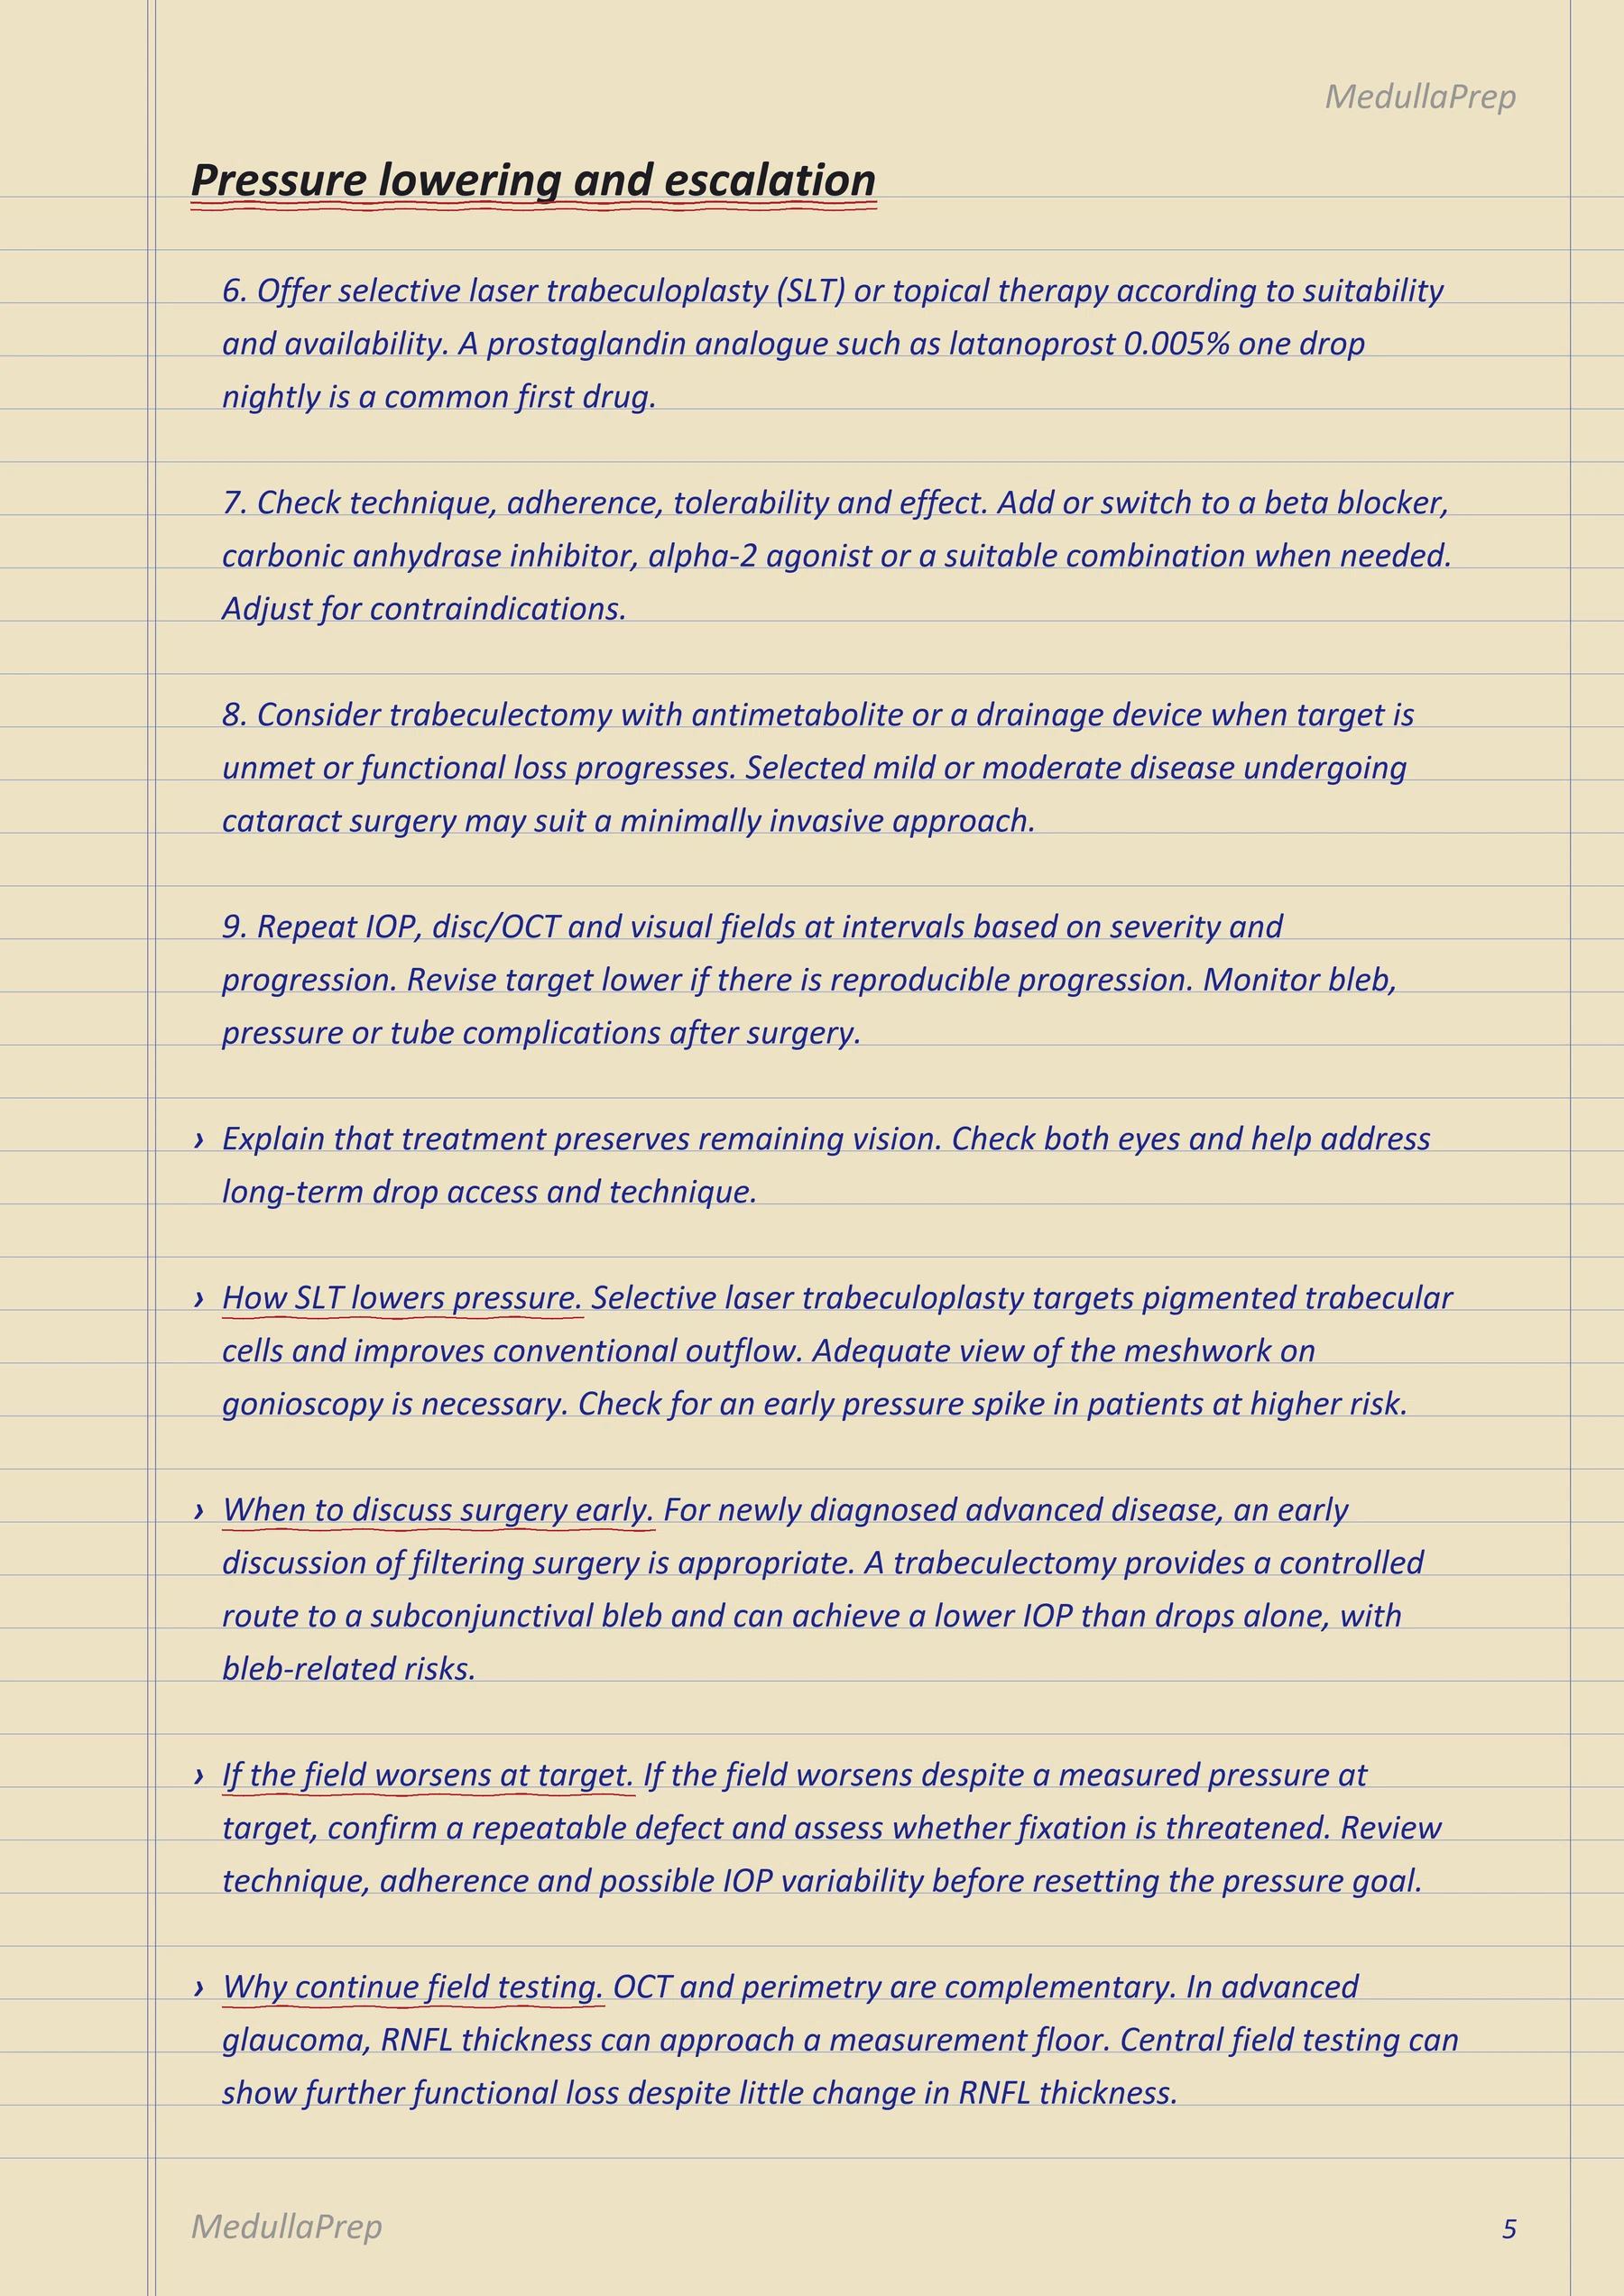 MedullaPrep
Pressure lowering and escalation
6. Offer selective laser trabeculoplasty (SLT) or topical therapy according to suitability
and availability. A prostaglandin analogue such as latanoprost 0.005% one drop
nightly is a common first drug.
7. Check technique, adherence, tolerability and effect. Add or switch to a beta blocker,
carbonic anhydrase inhibitor, alpha-2 agonist or a suitable combination when needed.
Adjust for contraindications.
8. Consider trabeculectomy with antimetabolite or a drainage device when target is
unmet or functional loss progresses. Selected mild or moderate disease undergoing
cataract surgery may suit a minimally invasive approach.
9. Repeat IOP, disc/OCT and visual fields at intervals based on severity and
progression. Revise target lower if there is reproducible progression. Monitor bleb,
pressure or tube complications after surgery.
› Explain that treatment preserves remaining vision. Check both eyes and help address
long-term drop access and technique.
› How SLT lowers pressure. Selective laser trabeculoplasty targets pigmented trabecular
cells and improves conventional outflow. Adequate view of the meshwork on
gonioscopy is necessary. Check for an early pressure spike in patients at higher risk.
› When to discuss surgery early. For newly diagnosed advanced disease, an early
discussion of filtering surgery is appropriate. A trabeculectomy provides a controlled
route to a subconjunctival bleb and can achieve a lower IOP than drops alone, with
bleb-related risks.
› If the field worsens at target. If the field worsens despite a measured pressure at
target, confirm a repeatable defect and assess whether fixation is threatened. Review
technique, adherence and possible IOP variability before resetting the pressure goal.
› Why continue field testing. OCT and perimetry are complementary. In advanced
glaucoma, RNFL thickness can approach a measurement floor. Central field testing can
show further functional loss despite little change in RNFL thickness.
MedullaPrep
5